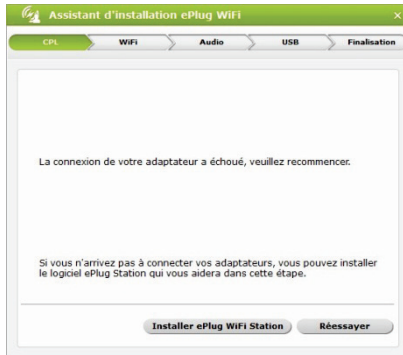 Assistant d'installation ePlug WiFi
CPL WiFi Audio USB Finalisation
La connexion de votre adaptateur a échoué, veuillez recommencer.
Si vous n'arrivez pas à connecter vos adaptateurs, vous pouvez installer
le logiciel ePlug Station qui vous aidera dans cette étape.
Installer ePlug WiFi Station Réessayer